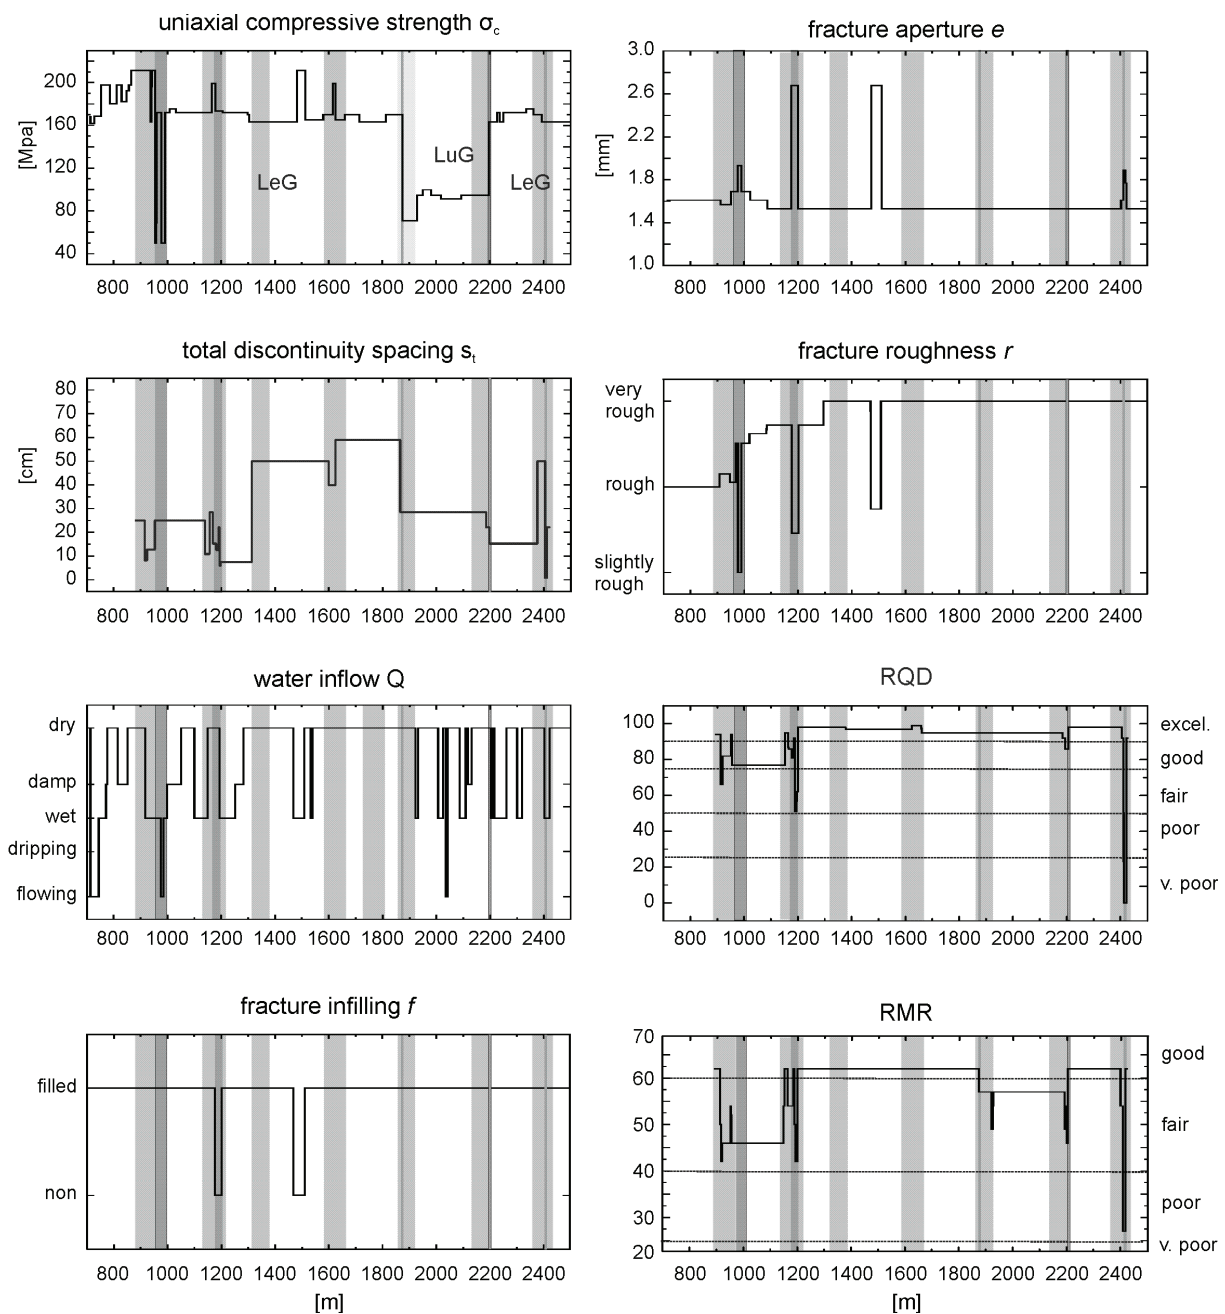 uniaxial compressive strength σc
[Mpa]
200
160
120
80
40
LeG
LuG
LeG
800 1000 1200 1400 1600 1800 2000 2200 2400
fracture aperture e
[mm]
3.0
2.6
2.2
1.8
1.4
1.0
800 1000 1200 1400 1600 1800 2000 2200 2400
total discontinuity spacing st
[cm]
80
70
60
50
40
30
20
10
0
800 1000 1200 1400 1600 1800 2000 2200 2400
fracture roughness r
very
rough
rough
slightly
rough
800 1000 1200 1400 1600 1800 2000 2200 2400
water inflow Q
dry
damp
wet
dripping
flowing
800 1000 1200 1400 1600 1800 2000 2200 2400
RQD
100
80
60
40
20
0
excel.
good
fair
poor
v. poor
800 1000 1200 1400 1600 1800 2000 2200 2400
fracture infilling f
filled
non
800 1000 1200 1400 1600 1800 2000 2200 2400
[m]
RMR
70
60
50
40
30
20
good
fair
poor
v. poor
800 1000 1200 1400 1600 1800 2000 2200 2400
[m]